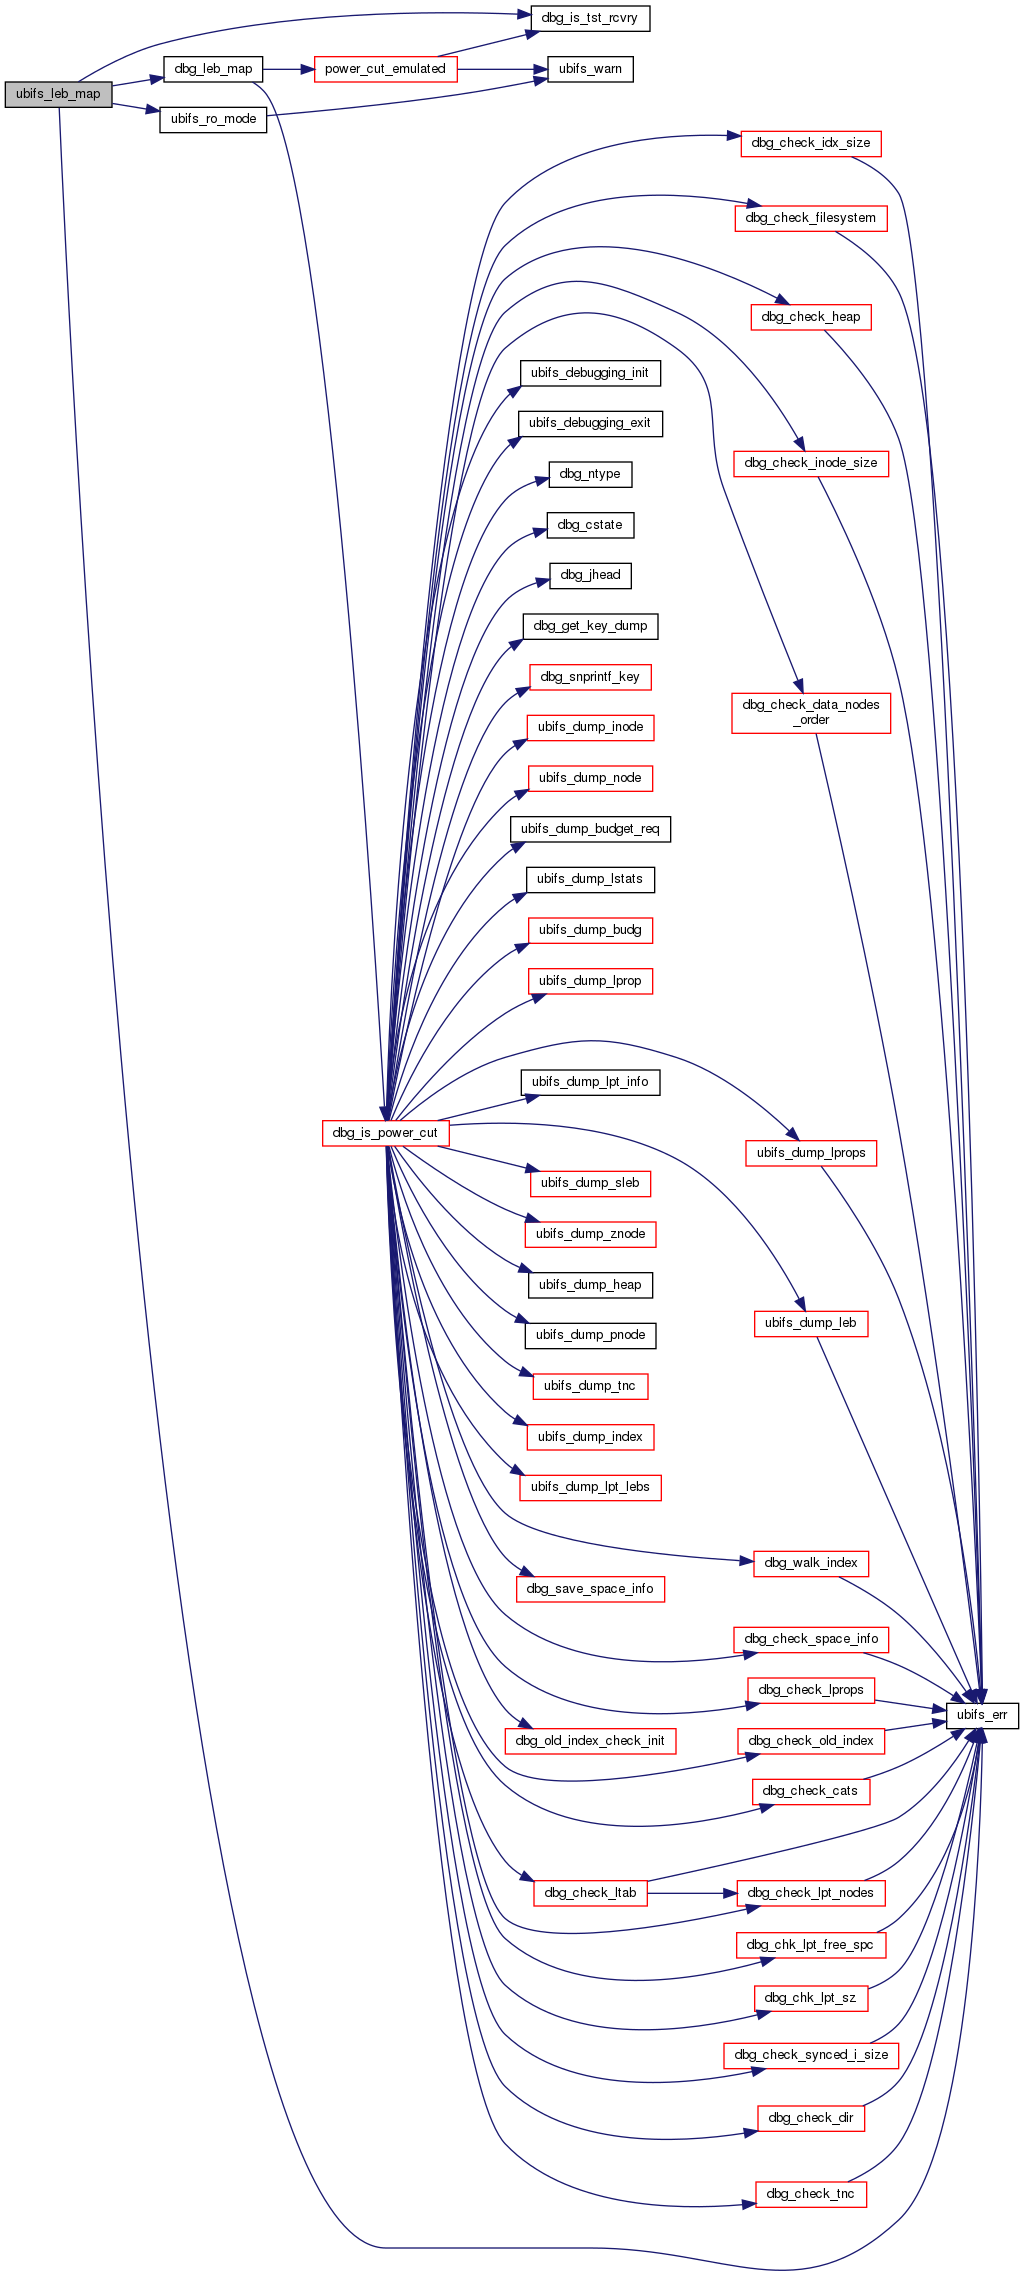 dbg_is_tst_rcvry
dbg_leb_map
power_cut_emulated
ubifs_warn
ubifs_leb_map
ubifs_ro_mode
dbg_check_idx_size
dbg_check_filesystem
dbg_check_heap
ubifs_debugging_init
ubifs_debugging_exit
dbg_check_inode_size
dbg_ntype
dbg_cstate
dbg_jhead
dbg_get_key_dump
dbg_snprintf_key
dbg_check_data_nodes
_order
ubifs_dump_inode
ubifs_dump_node
ubifs_dump_budget_req
ubifs_dump_lstats
ubifs_dump_budg
ubifs_dump_lprop
ubifs_dump_lpt_info
dbg_is_power_cut
ubifs_dump_lprops
ubifs_dump_sleb
ubifs_dump_znode
ubifs_dump_heap
ubifs_dump_leb
ubifs_dump_pnode
ubifs_dump_tnc
ubifs_dump_index
ubifs_dump_lpt_lebs
dbg_walk_index
dbg_save_space_info
dbg_check_space_info
dbg_check_lprops
ubifs_err
dbg_old_index_check_init
dbg_check_old_index
dbg_check_cats
dbg_check_ltab
dbg_check_lpt_nodes
dbg_chk_lpt_free_spc
dbg_chk_lpt_sz
dbg_check_synced_i_size
dbg_check_dir
dbg_check_tnc